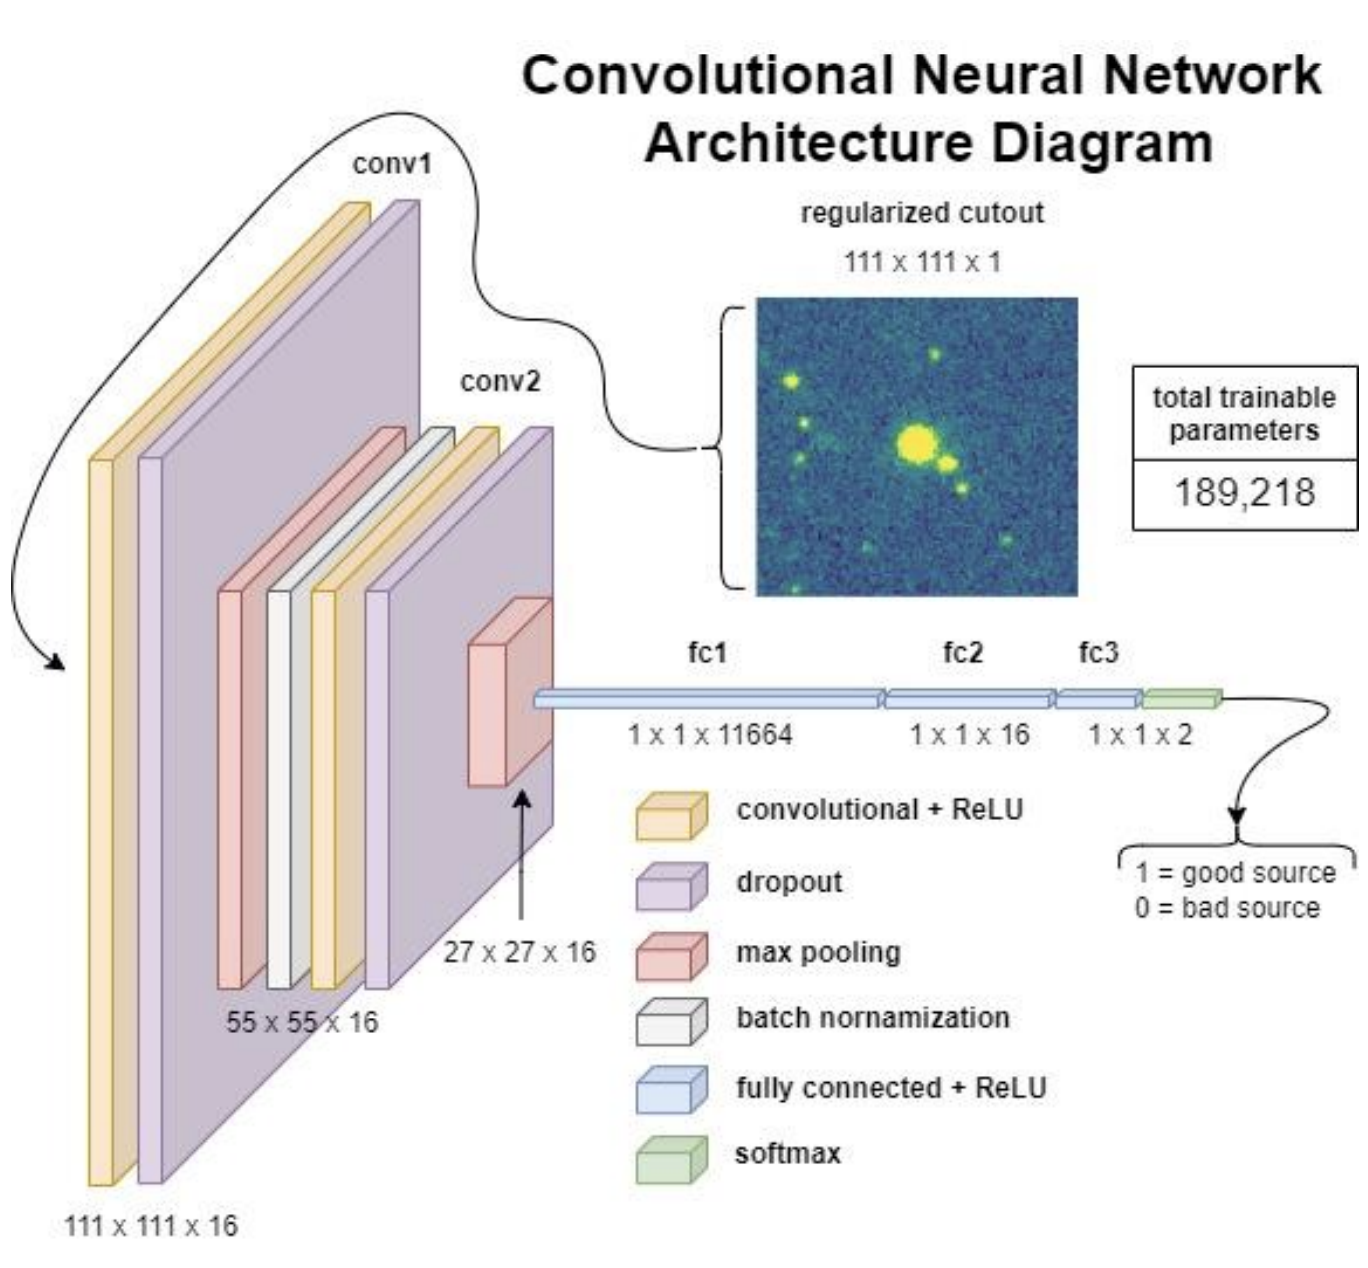 Convolutional Neural Network
Architecture Diagram
conv1
regularized cutout
111 x 111 x 1
conv2
total trainable
parameters
189,218
fc1
fc2
fc3
1 x 1 x 11664
1 x 1 x 16
1 x 1 x 2
convolutional + ReLU
dropout
max pooling
batch nornamization
fully connected + ReLU
softmax
1 = good source
0 = bad source
27 x 27 x 16
55 x 55 x 16
111 x 111 x 16